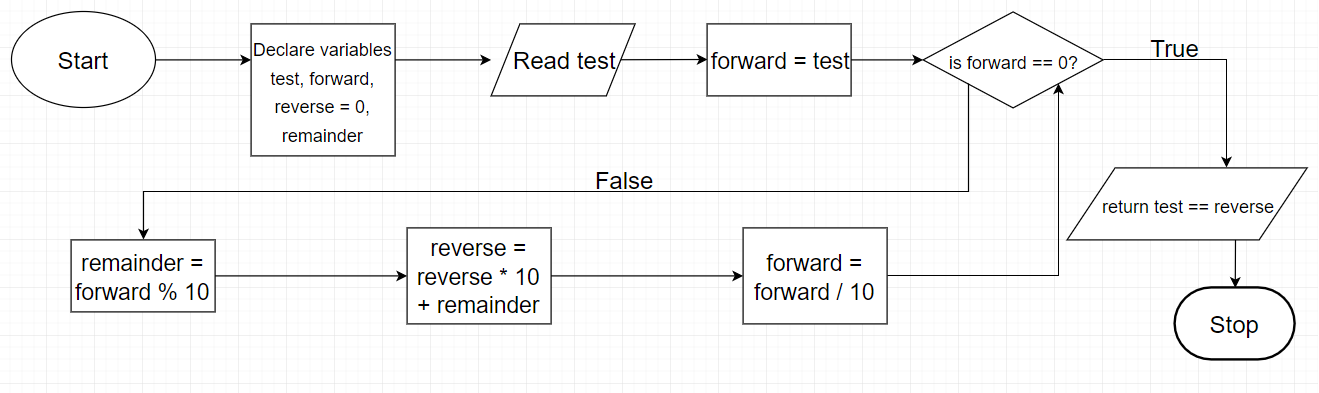 Start
Declare variables
test, forward,
reverse = 0,
remainder
Read test
forward = test
is forward == 0?
True
return test == reverse
Stop
False
remainder =
forward % 10
reverse =
reverse * 10
+ remainder
forward =
forward / 10